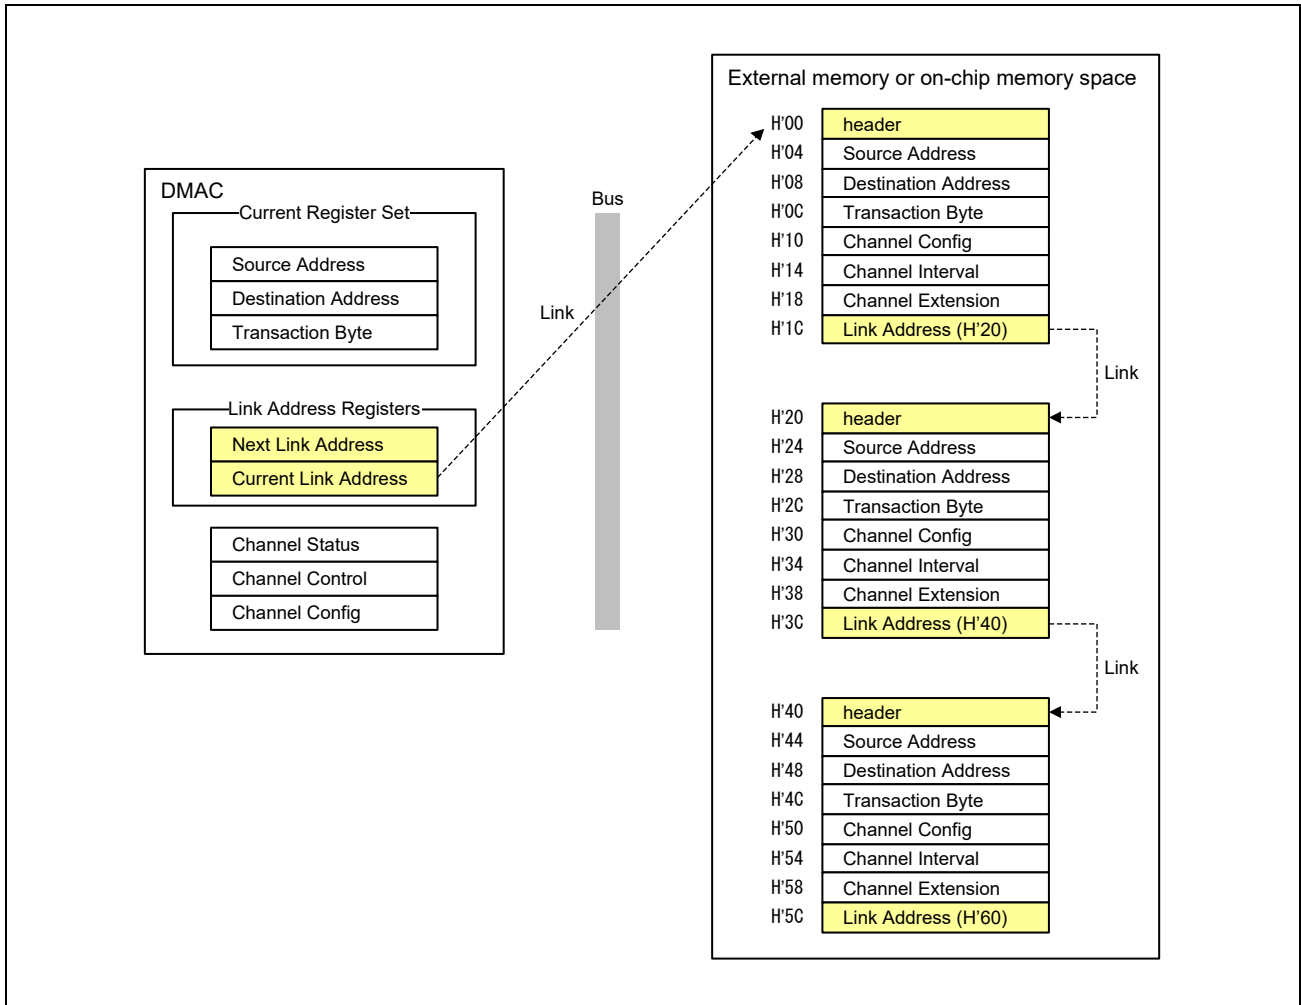 External memory or on-chip memory space
H'00 header
H'04 Source Address
H'08 Destination Address
H'0C Transaction Byte
H'10 Channel Config
H'14 Channel Interval
H'18 Channel Extension
H'1C Link Address (H'20)
Link
H'20 header
H'24 Source Address
H'28 Destination Address
H'2C Transaction Byte
H'30 Channel Config
H'34 Channel Interval
H'38 Channel Extension
H'3C Link Address (H'40)
Link
H'40 header
H'44 Source Address
H'48 Destination Address
H'4C Transaction Byte
H'50 Channel Config
H'54 Channel Interval
H'58 Channel Extension
H'5C Link Address (H'60)
DMAC
Current Register Set
Source Address
Destination Address
Transaction Byte
Link Address Registers
Next Link Address
Current Link Address
Channel Status
Channel Control
Channel Config
Bus
Link